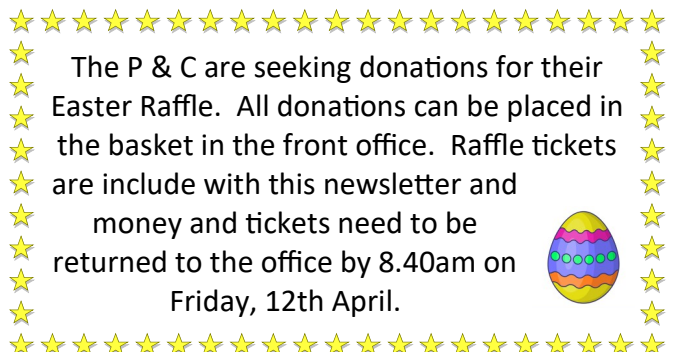 The P & C are seeking donations for their
Easter Raffle.  All donations can be placed in
the basket in the front office.  Raffle tickets
are include with this newsletter and
money and tickets need to be
returned to the office by 8.40am on
Friday, 12th April.